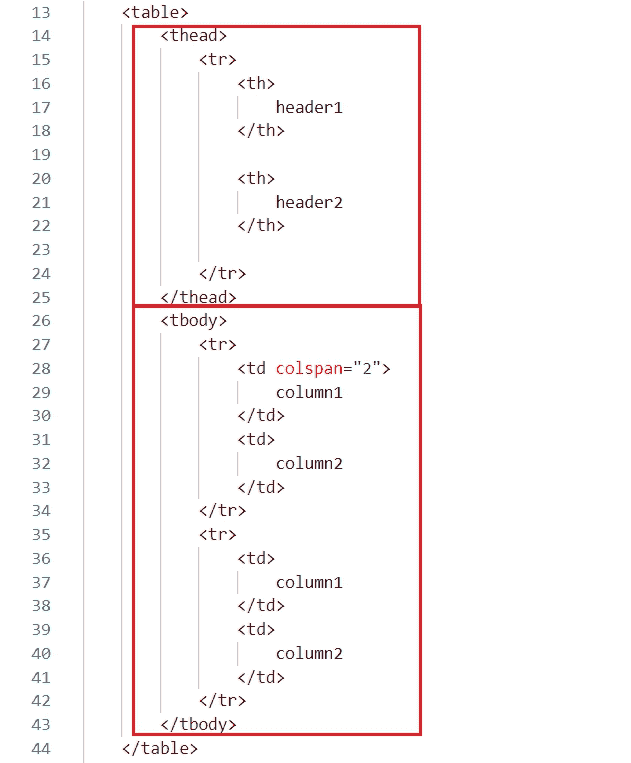 13 <table>
14 <thead>
15 <tr>
16 <th>
17 header1
18 </th>
19
20 <th>
21 header2
22 </th>
23
24 </tr>
25 </thead>
26 <tbody>
27 <tr>
28 <td colspan="2">
29 column1
30 </td>
31 <td>
32 column2
33 </td>
34 </tr>
35 <tr>
36 <td>
37 column1
38 </td>
39 <td>
40 column2
41 </td>
42 </tr>
43 </tbody>
44 </table>